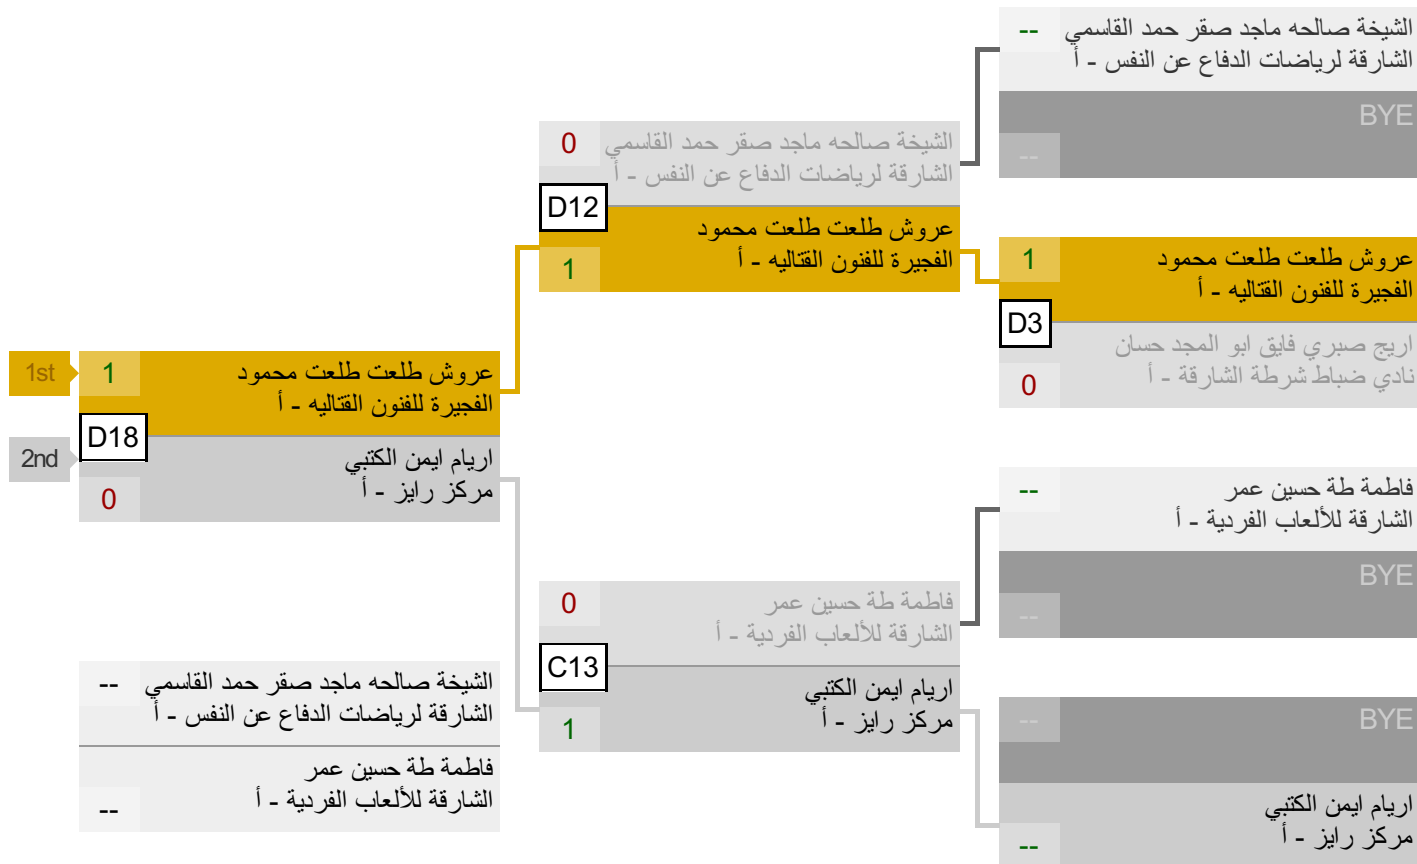 --
الشيخة صالحه ماجد صقر حمد القاسمي
الشارقة لرياضات الدفاع عن النفس - أ
BYE
--
0
الشيخة صالحه ماجد صقر حمد القاسمي
الشارقة لرياضات الدفاع عن النفس - أ
D12
عروش طلعت طلعت محمود
الفجيرة للفنون القتاليه - أ
1
1
عروش طلعت طلعت محمود
الفجيرة للفنون القتاليه - أ
D3
اريج صبري فايق ابو المجد حسان
نادي ضباط شرطة الشارقة - أ
0
1st
1
عروش طلعت طلعت محمود
الفجيرة للفنون القتاليه - أ
D18
2nd
اريام ايمن الكتبي
مركز رايز - أ
0
--
فاطمة طة حسين عمر
الشارقة للألعاب الفردية - أ
BYE
--
0
فاطمة طة حسين عمر
الشارقة للألعاب الفردية - أ
C13
اريام ايمن الكتبي
مركز رايز - أ
1
--
BYE
اريام ايمن الكتبي
مركز رايز - أ
--
--
الشيخة صالحه ماجد صقر حمد القاسمي
الشارقة لرياضات الدفاع عن النفس - أ
فاطمة طة حسين عمر
الشارقة للألعاب الفردية - أ
--